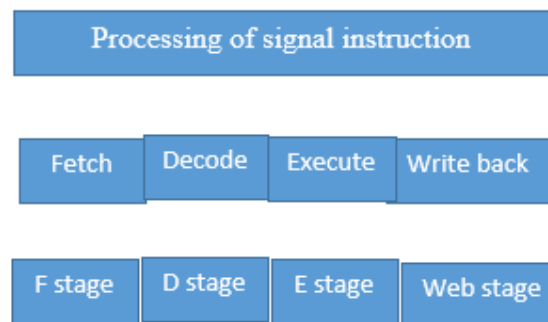 Processing of signal instruction
Fetch Decode Execute Write back
F stage D stage E stage Web stage